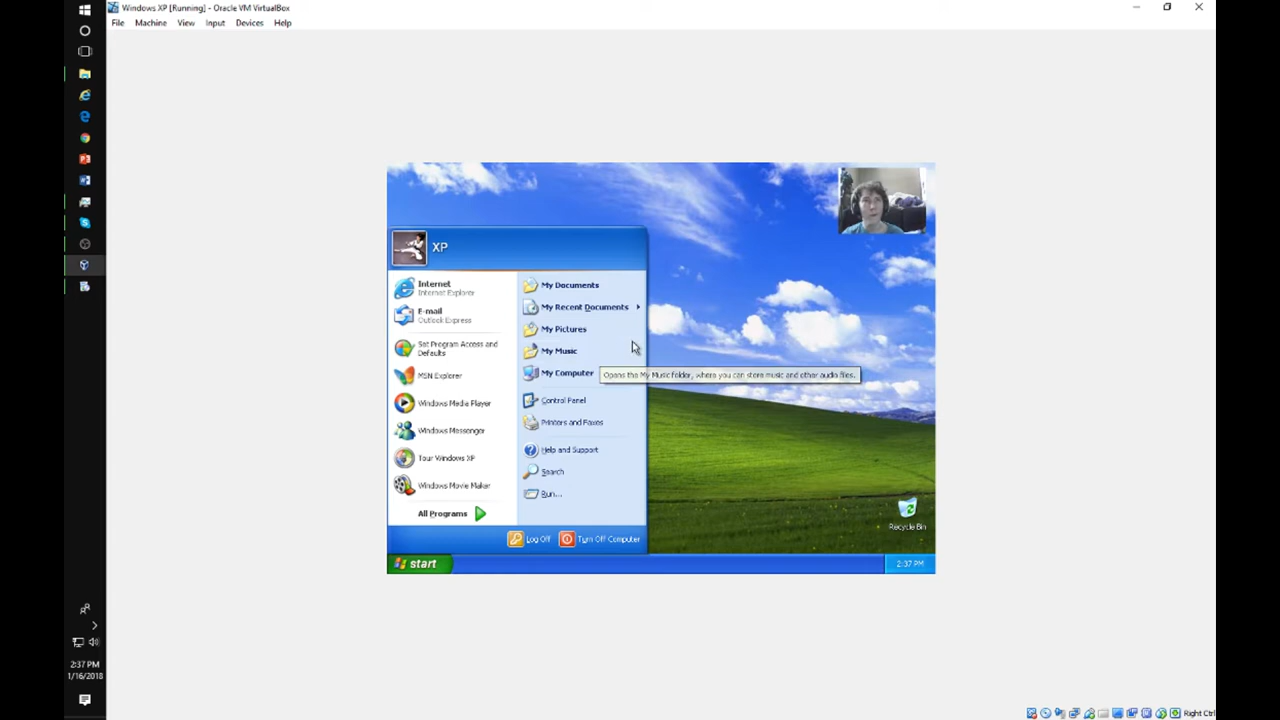 Windows XP [Running] - Oracle VM VirtualBox
File Machine View Input Devices Help
XP
Internet
Internet Explorer
E-mail
Outlook Express
Set Program Access and
Defaults
MSN Explorer
Windows Media Player
Windows Messenger
Tour Windows XP
Windows Movie Maker
All Programs
My Documents
My Recent Documents
My Pictures
My Music
My Computer
Opens the My Music folder, where you can store music and other audio files.
Control Panel
Printers and Faxes
Help and Support
Search
Run...
Log Off
Turn Off Computer
Recycle Bin
start
2:37 PM
2:37 PM
1/16/2018
Right Ctrl